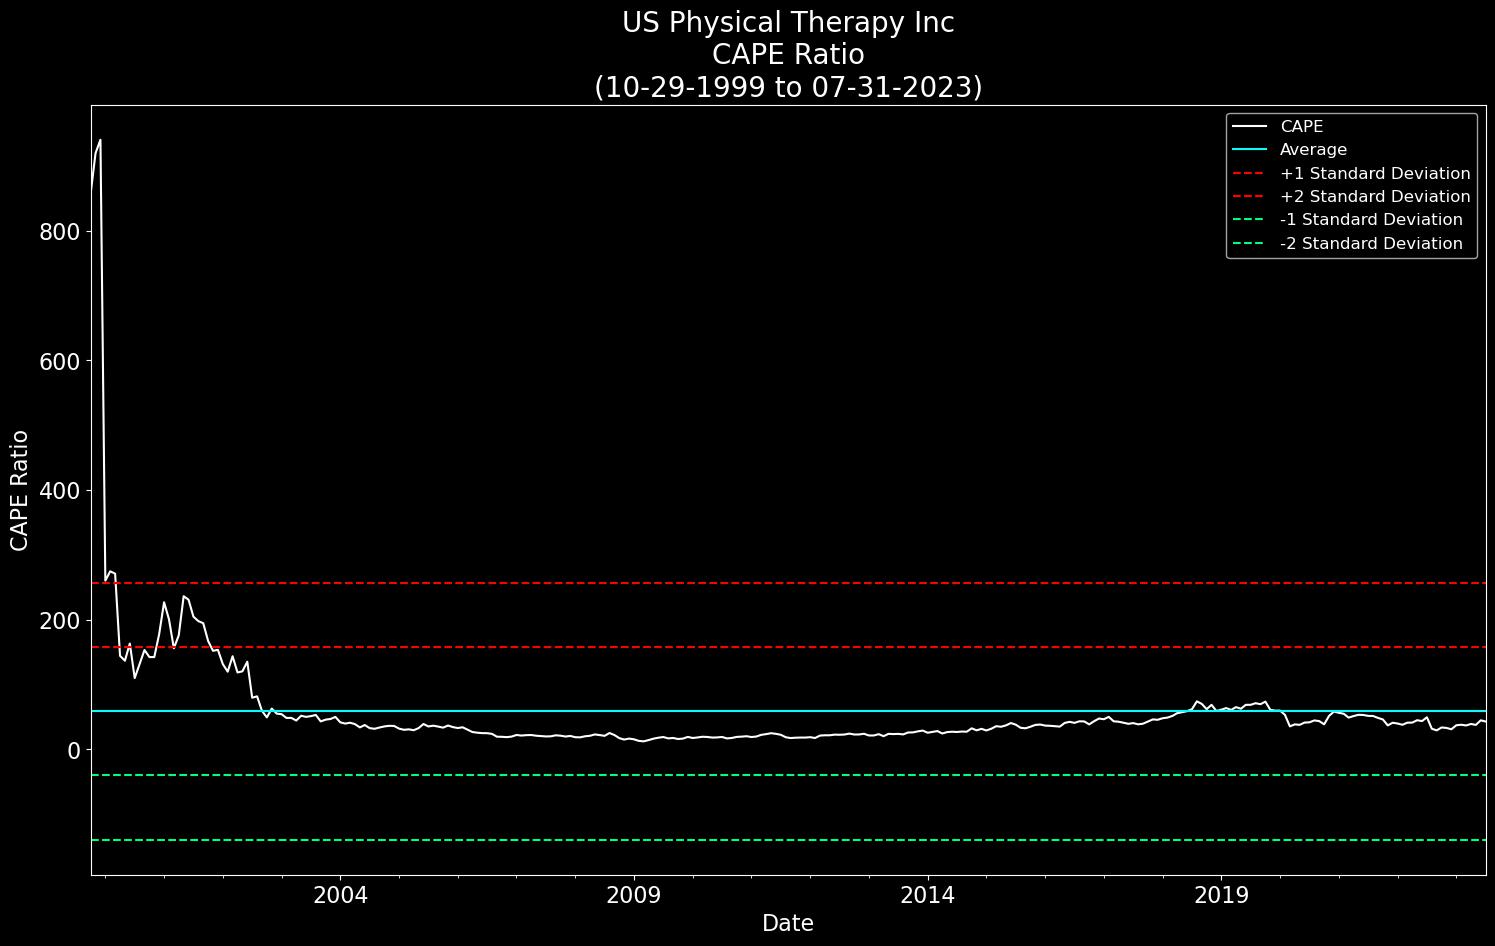 US Physical Therapy Inc
CAPE Ratio
(10-29-1999 to 07-31-2023)
CAPE
Average
+1 Standard Deviation
+2 Standard Deviation
-1 Standard Deviation
-2 Standard Deviation
CAPE Ratio
800
600
400
200
0
2004
2009
2014
2019
Date